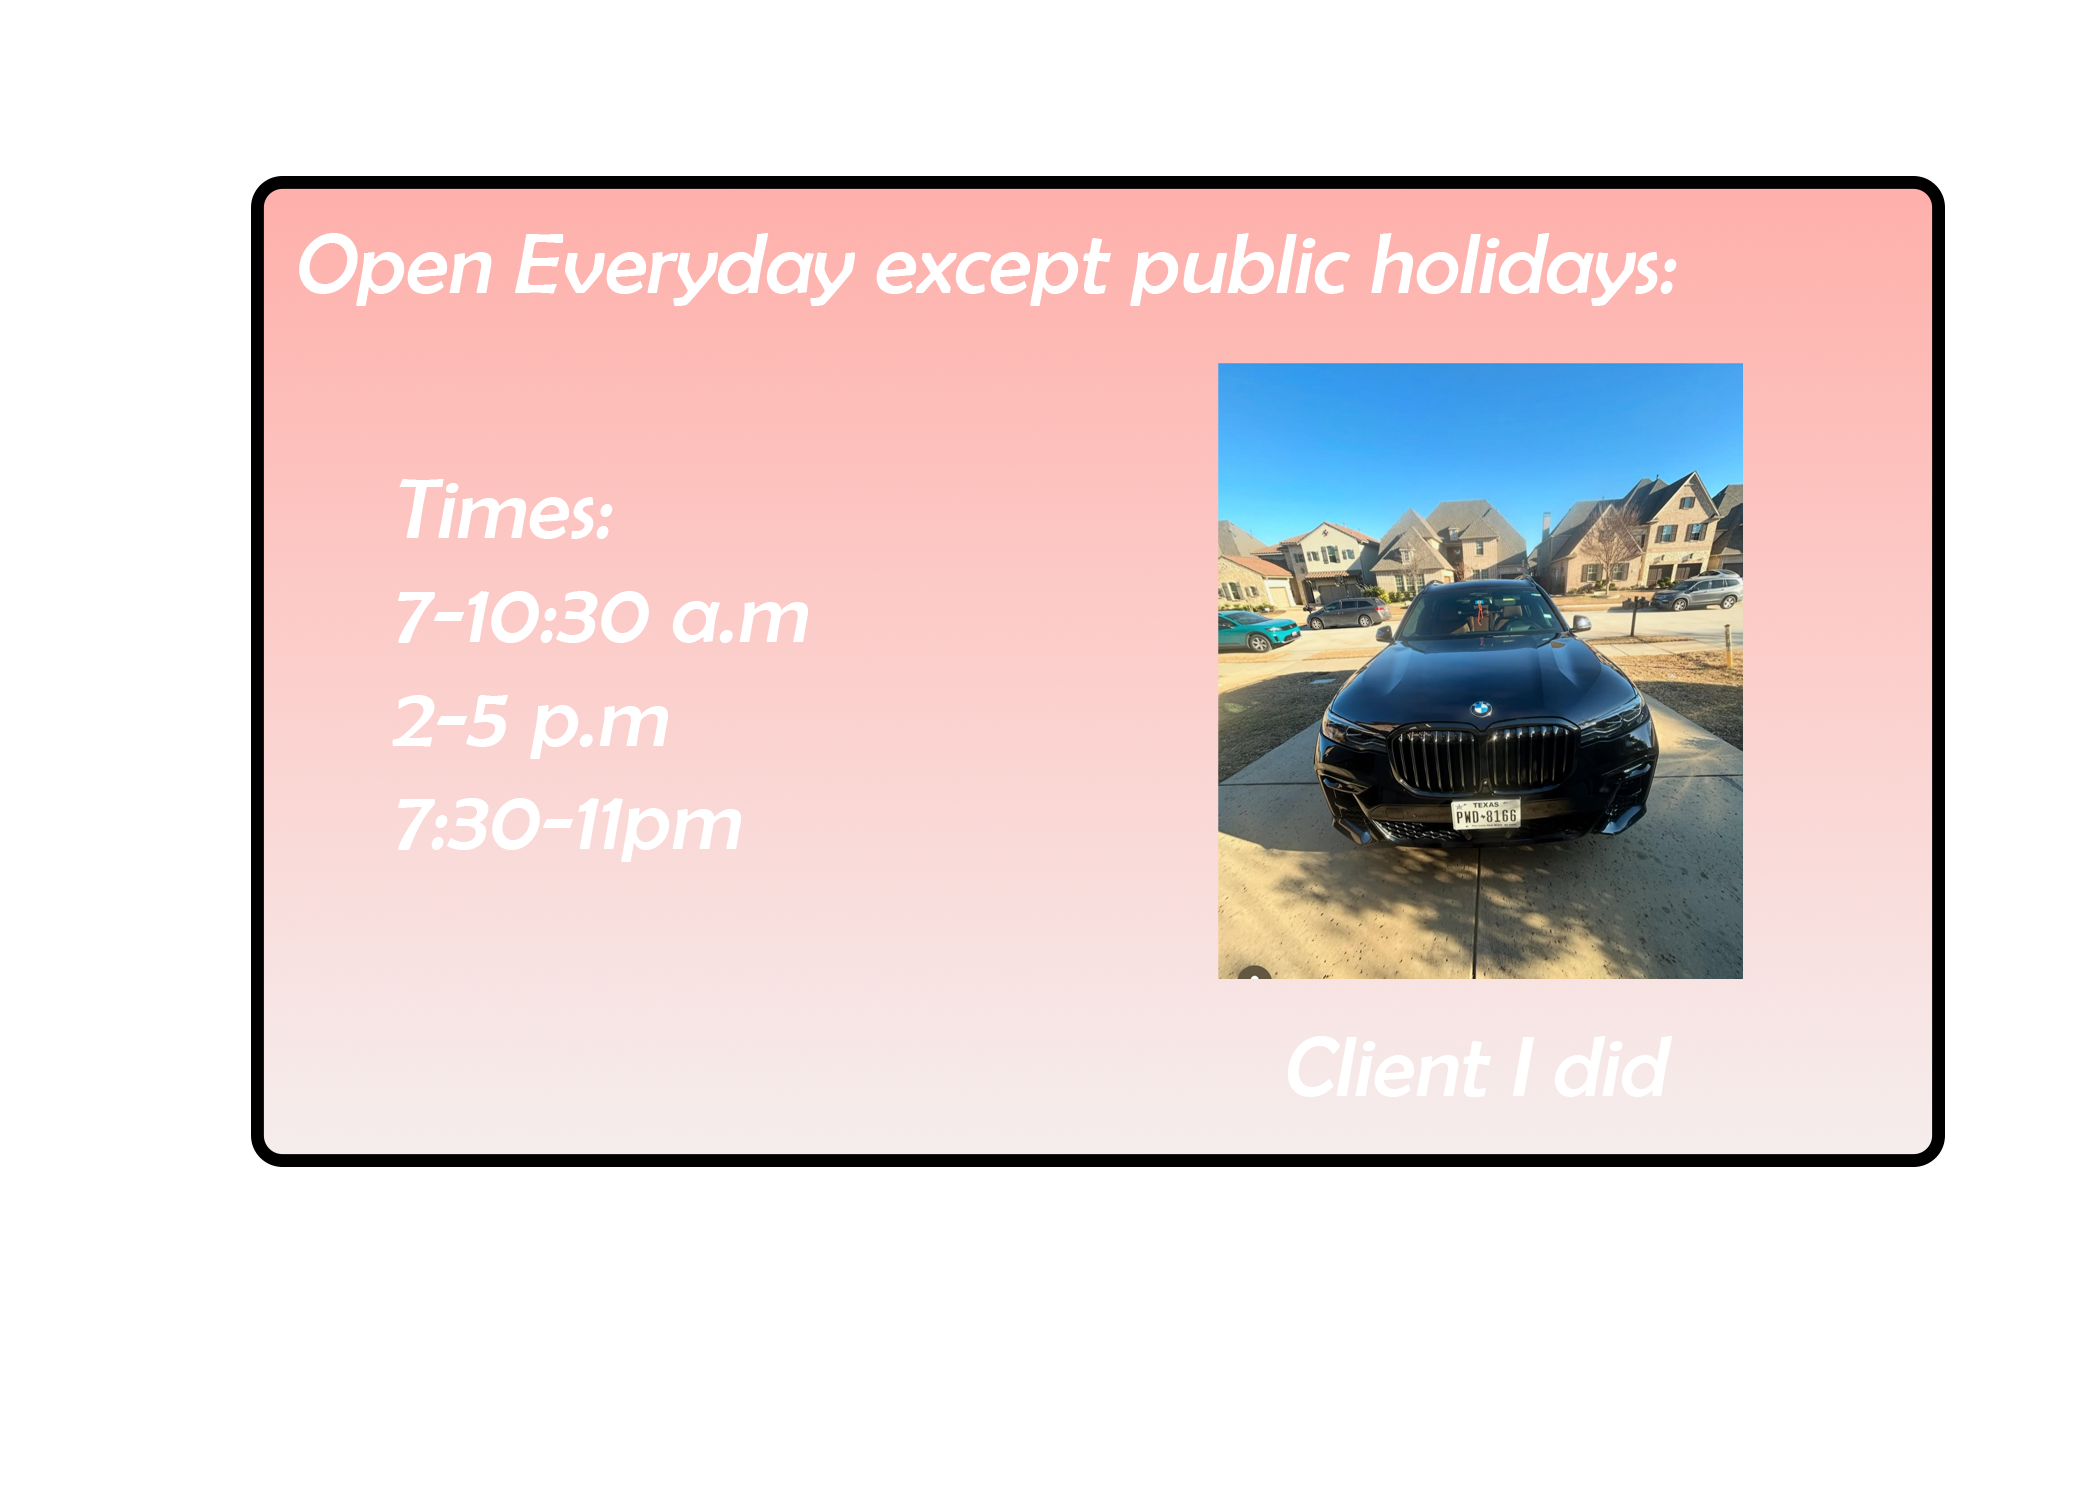 Open Everyday except public holidays:
Times:
7-10:30 a.m
2-5 p.m
7:30-11pm
TEXAS
PWD-8166
Client I did